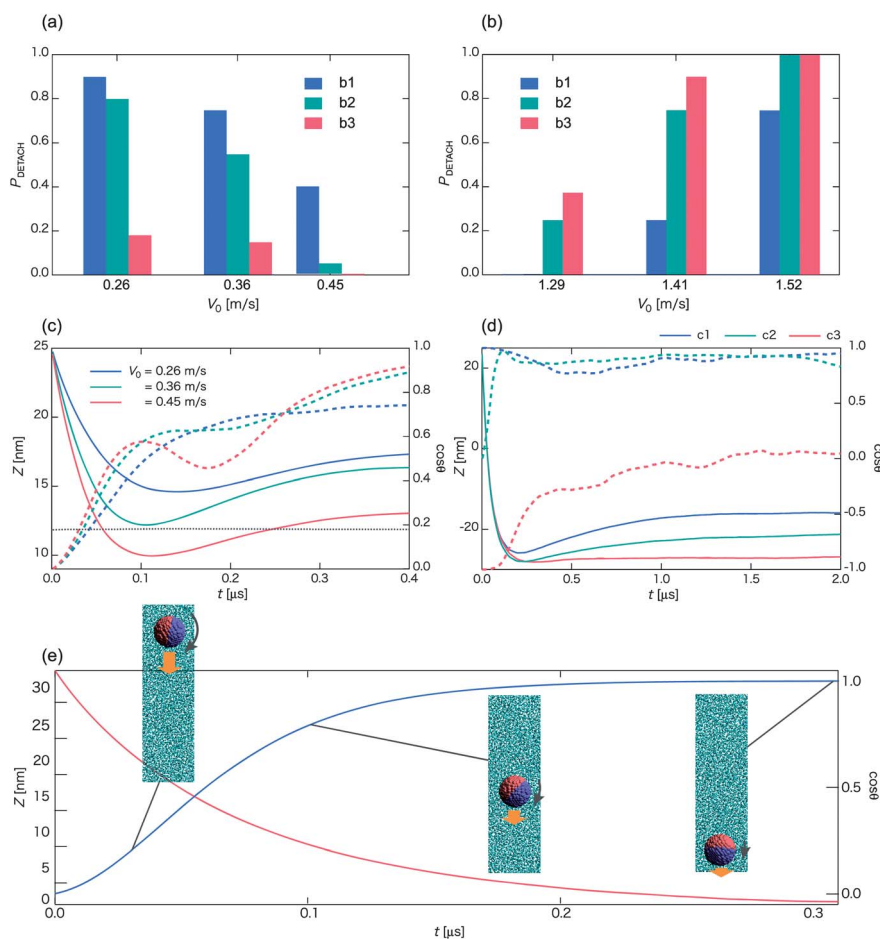 (a)
1.0
0.8
0.6
0.4
0.2
0.0
P_DETACH
b1
b2
b3
0.26
0.36
0.45
V₀ [m/s]
(b)
1.0
0.8
0.6
0.4
0.2
0.0
P_DETACH
b1
b2
b3
1.29
1.41
1.52
V₀ [m/s]
(c)
25
20
15
10
Z [nm]
V₀ = 0.26 m/s
= 0.36 m/s
= 0.45 m/s
1.0
0.8
0.6
0.4
0.2
0.0
cosθ
0.0
0.1
0.2
0.3
0.4
t [μs]
(d)
c1
c2
c3
20
0
-20
Z [nm]
1.0
0.5
0.0
-0.5
-1.0
cosθ
0.0
0.5
1.0
1.5
2.0
t [μs]
(e)
30
25
20
15
10
5
0
Z [nm]
1.0
0.5
0.0
cosθ
0.0
0.1
0.2
0.3
t [μs]